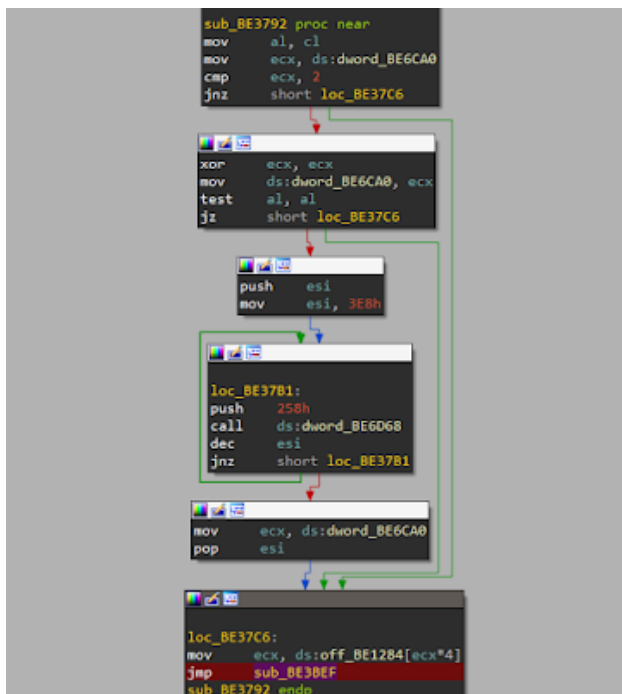 sub_BE3792 proc near
mov al, cl
mov ecx, ds:dword_BE6CA0
cmp ecx, 2
jnz short loc_BE37C6
xor ecx, ecx
mov ds:dword_BE6CA0, ecx
test al, al
jz short loc_BE37C6
push esi
mov esi, 3E8h
loc_BE37B1:
push 258h
call ds:dword_BE6D68
dec esi
jnz short loc_BE37B1
mov ecx, ds:dword_BE6CA0
pop esi
loc_BE37C6:
mov ecx, ds:off_BE1284[ecx*4]
jmp sub_BE3BEF
sub_BE3792 endp